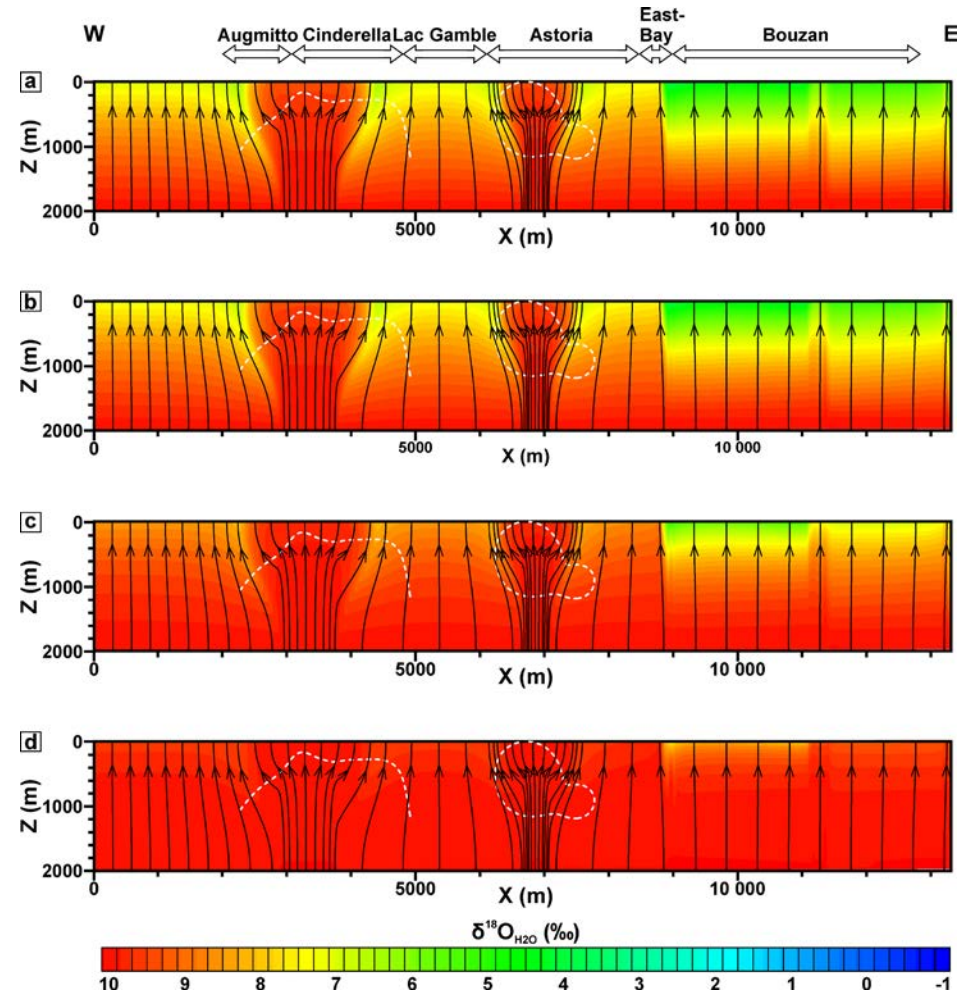 W Augmitto Cinderella Lac Gamble Astoria East-Bay Bouzan E
a
Z (m)
0
1000
2000
0 5000 10 000
X (m)
b
Z (m)
0
1000
2000
0 5000 10 000
X (m)
c
Z (m)
0
1000
2000
0 5000 10 000
X (m)
d
Z (m)
0
1000
2000
0 5000 10 000
X (m)
δ¹⁸O_H2O (‰)
10 9 8 7 6 5 4 3 2 1 0 -1